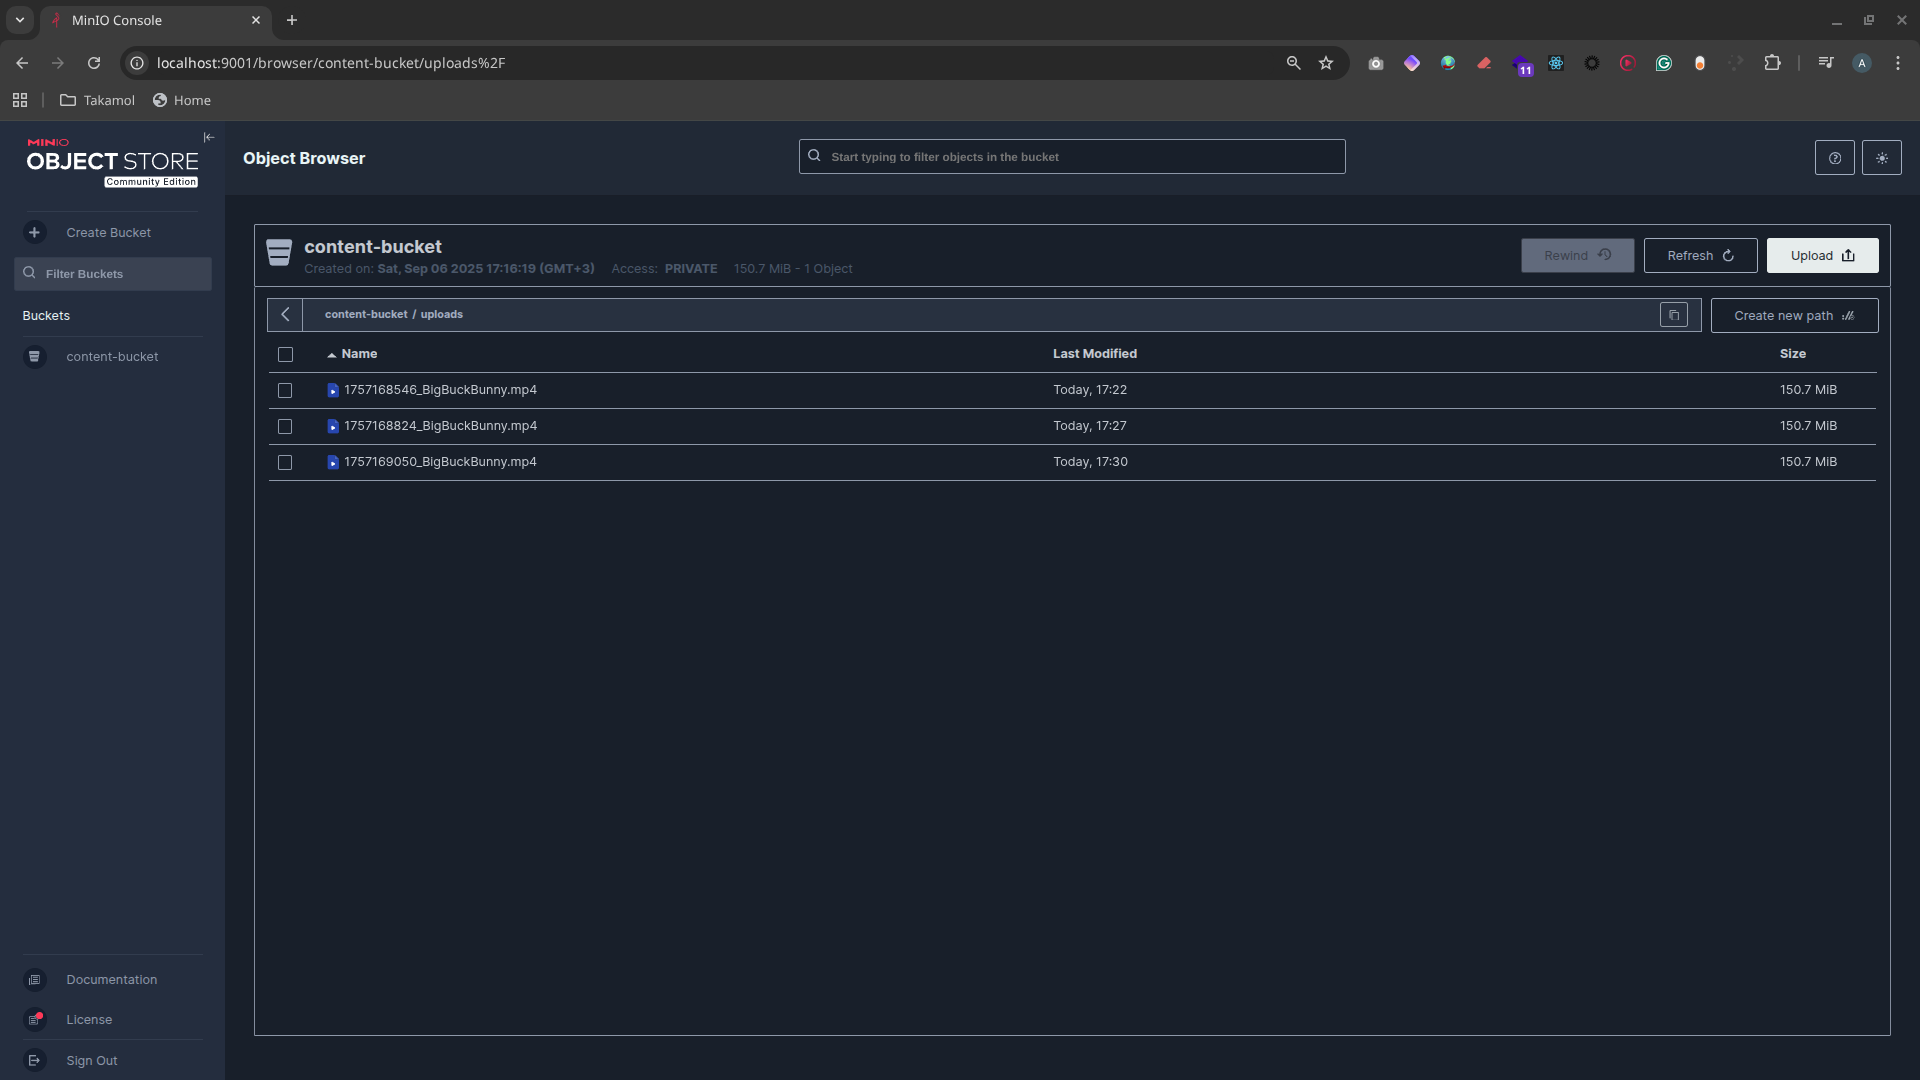 MinIO Console
localhost:9001/browser/content-bucket/uploads%2F
11
A
Takamol
Home
MINIO
OBJECT STORE
Community Edition
Object Browser
Start typing to filter objects in the bucket
Create Bucket
Filter Buckets
Buckets
content-bucket
content-bucket
Created on: Sat, Sep 06 2025 17:16:19 (GMT+3) Access: PRIVATE 150.7 MiB - 1 Object
Rewind
Refresh
Upload
content-bucket / uploads
Create new path
Name Last Modified Size
1757168546_BigBuckBunny.mp4 Today, 17:22 150.7 MiB
1757168824_BigBuckBunny.mp4 Today, 17:27 150.7 MiB
1757169050_BigBuckBunny.mp4 Today, 17:30 150.7 MiB
Documentation
License
Sign Out